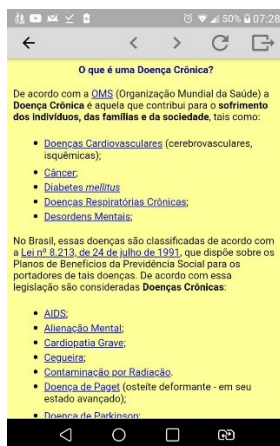 50% 07:28
O que é uma Doença Crônica?
De acordo com a OMS (Organização Mundial da Saúde) a
Doença Crônica é aquela que contribui para o sofrimento
dos indivíduos, das famílias e da sociedade, tais como:
• Doenças Cardiovasculares (cerebrovasculares,
isquêmicas);
• Câncer;
• Diabetes mellitus
• Doenças Respiratórias Crônicas;
• Desordens Mentais;
No Brasil, essas doenças são classificadas de acordo com
a Lei nº 8.213, de 24 de julho de 1991, que dispõe sobre os
Planos de Benefícios da Previdência Social para os
portadores de tais doenças. De acordo com essa
legislação são consideradas Doenças Crônicas:
• AIDS;
• Alienação Mental;
• Cardiopatia Grave;
• Cegueira;
• Contaminação por Radiação.
• Doença de Paget (osteíte deformante - em seu
estado avançado);
• Doença de Parkinson;